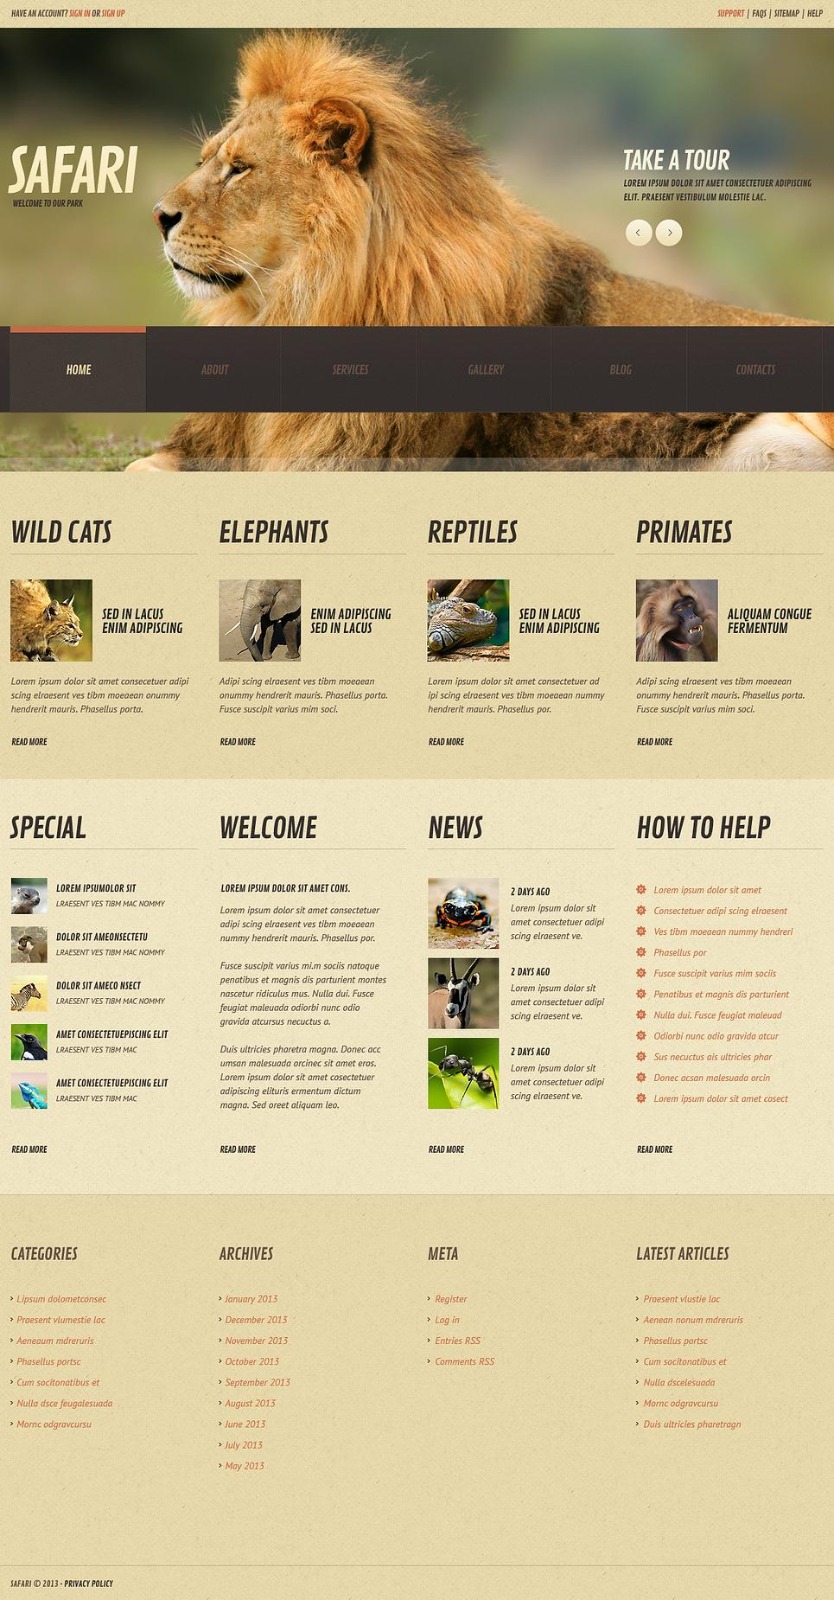 HAVE AN ACCOUNT? SIGN IN OR SIGN UP
SUPPORT | FAQS | SITEMAP | HELP
SAFARI
WELCOME TO OUR PARK
TAKE A TOUR
LOREM IPSUM DOLOR SIT AMET CONSECTETUER ADIPISCING
ELIT. PRAESENT VESTIBULUM MOLESTIE LAC.
HOME
ABOUT
SERVICES
GALLERY
BLOG
CONTACTS
WILD CATS
SED IN LACUS
ENIM ADIPISCING
Lorem ipsum dolor sit amet consecetuer adipi
scing elraesent ves tibm moeaean onummy
hendrerit mauris. Phasellus porta.
READ MORE
ELEPHANTS
ENIM ADIPISCING
SED IN LACUS
Adipi scing elraesent ves tibm moeaean
onummy hendrerit mauris. Phasellus porta.
Fusce suscipit varius mim soci.
READ MORE
REPTILES
SED IN LACUS
ENIM ADIPISCING
Lorem ipsum dolor sit amet consectetuer ad
ipi scing elraesent ves tibm moeaean nummy
hendrerit mauris. Phasellus por.
READ MORE
PRIMATES
ALIQUAM CONGUE
FERMENTUM
Adipi scing elraesent ves tibm moeaean
onummy hendrerit mauris. Phasellus porta.
Fusce suscipit varius mim soci.
READ MORE
SPECIAL
LOREM IPSUMOLOR SIT
LRAESENT VES TIBM MAC NOMMY
DOLOR SIT AMEONSECTETU
LRAESENT VES TIBM MAC NOMMY
DOLOR SIT AMECO NSECT
LRAESENT VES TIBM MAC NOMMY
AMET CONSECTETUEPISCING ELIT
LRAESENT VES TIBM MAC
AMET CONSECTETUEPISCING ELIT
LRAESENT VES TIBM MAC
READ MORE
WELCOME
LOREM IPSUM DOLOR SIT AMET CONS.
Lorem ipsum dolor sit amet consectetuer
adipi scing elraesent ves tibm moeaean
nummy hendrerit mauris. Phasellus por.
Fusce suscipit varius mi.m sociis natoque
penatibus et magnis dis parturient montes
nascetur ridiculus mus. Nulla dui. Fusce
feugiat malesuada odiorbi nunc odio
gravida atcursus necuctus a.
Duis ultricies pharetra magna. Donec acc
umsan malesuada orcinec sit amet eros.
Lorem ipsum dolor sit amet casectetuer
adipiscing elituris ermentum dictum
magna. Sed oreet aliquam leo.
READ MORE
NEWS
2 DAYS AGO
Lorem ipsum dolor sit
amet consectetuer adipi
scing elraesent ve.
2 DAYS AGO
Lorem ipsum dolor sit
amet consectetuer adipi
scing elraesent ve.
2 DAYS AGO
Lorem ipsum dolor sit
amet consectetuer adipi
scing elraesent ve.
READ MORE
HOW TO HELP
Lorem ipsum dolor sit amet
Consectetuer adipi scing elraesent
Ves tibm moeaean nummy hendreri
Phasellus por
Fusce suscipit varius mim sociis
Penatibus et magnis dis parturient
Nulla dui. Fusce feugiat maleuad
Odiorbi nunc odio gravida atcur
Sus necuctus ais ultricies phar
Donec acsan malesuada orcin
Lorem ipsum dolor sit amet cosect
READ MORE
CATEGORIES
Lipsum dolometconsec
Praesent vlumestie lac
Aeneaum mdreruris
Phasellus portsc
Cum socitonatibus et
Nulla dsce feugalesuada
Mornc odgravcursu
ARCHIVES
January 2013
December 2013
November 2013
October 2013
September 2013
August 2013
June 2013
July 2013
May 2013
META
Register
Log in
Entries RSS
Comments RSS
LATEST ARTICLES
Praesent vlustie lac
Aenean nonum mdreruris
Phasellus portsc
Cum socitonatibus et
Nulla dscelesuada
Mornc odgravcursu
Duis ultricies pharetragn
SAFARI © 2013 - PRIVACY POLICY